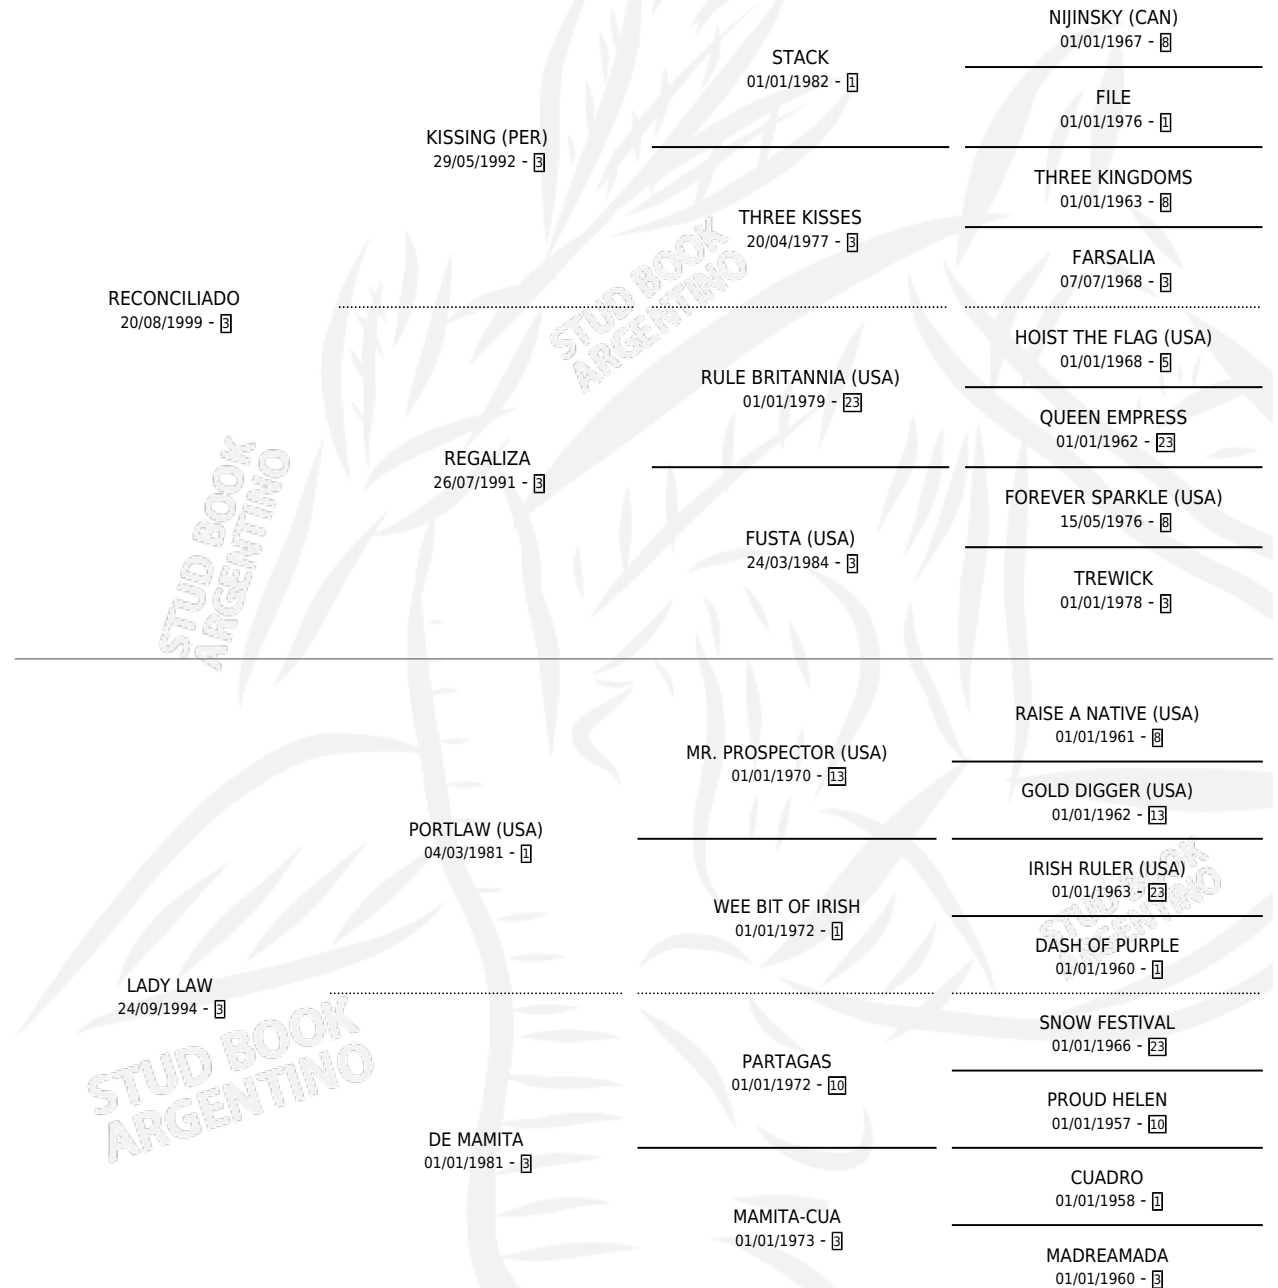 NIJINSKY (CAN)
01/01/1967 - 8
STACK
01/01/1982 - 1
FILE
01/01/1976 - 1
KISSING (PER)
29/05/1992 - 3
THREE KINGDOMS
01/01/1963 - 8
THREE KISSES
20/04/1977 - 3
FARSALIA
07/07/1968 - 3
RECONCILIADO
20/08/1999 - 3
STUD BOOK
ARGENTINO
HOIST THE FLAG (USA)
01/01/1968 - 5
RULE BRITANNIA (USA)
01/01/1979 - 23
QUEEN EMPRESS
01/01/1962 - 23
REGALIZA
26/07/1991 - 3
FOREVER SPARKLE (USA)
15/05/1976 - 8
FUSTA (USA)
24/03/1984 - 3
TREWICK
01/01/1978 - 3
STUD BOOK
ARGENTINO
RAISE A NATIVE (USA)
01/01/1961 - 8
MR. PROSPECTOR (USA)
01/01/1970 - 13
GOLD DIGGER (USA)
01/01/1962 - 13
PORTLAW (USA)
04/03/1981 - 1
IRISH RULER (USA)
01/01/1963 - 23
STUD BOOK
ARGENTINO
WEE BIT OF IRISH
01/01/1972 - 1
DASH OF PURPLE
01/01/1960 - 1
LADY LAW
24/09/1994 - 3
STUD BOOK
ARGENTINO
SNOW FESTIVAL
01/01/1966 - 23
PARTAGAS
01/01/1972 - 10
PROUD HELEN
01/01/1957 - 10
DE MAMITA
01/01/1981 - 3
CUADRO
01/01/1958 - 1
MAMITA-CUA
01/01/1973 - 3
MADREAMADA
01/01/1960 - 3